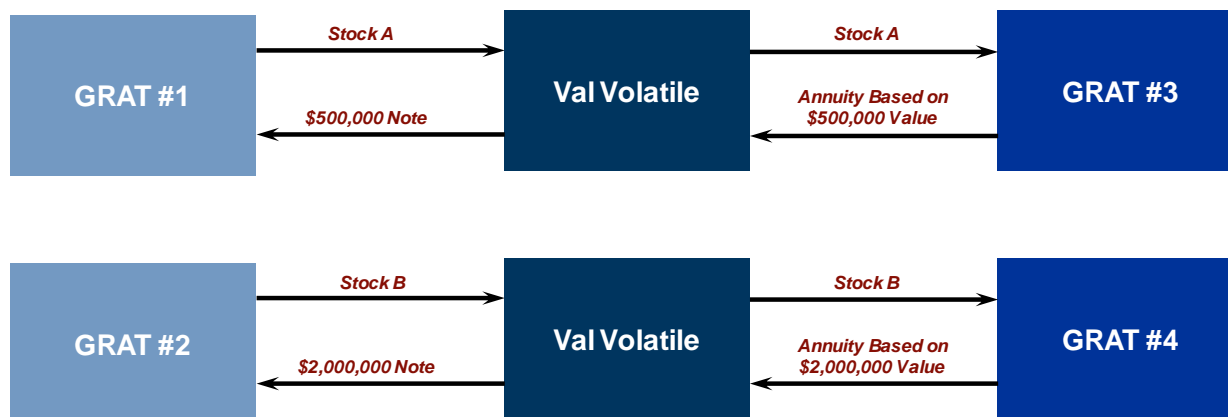 Stock A
Stock A
GRAT #1
Val Volatile
GRAT #3
$500,000 Note
Annuity Based on
$500,000 Value
Stock B
Stock B
GRAT #2
Val Volatile
GRAT #4
$2,000,000 Note
Annuity Based on
$2,000,000 Value